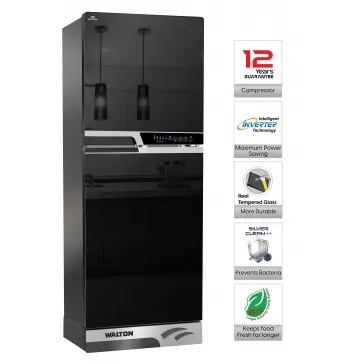 WALTON
12
Years
GUARANTEE
Compressor
Intelligent
INVERTER
Technology
Maximum Power
Saving
Real
Tempered Glass
More Durable
SILVER
CLEAN ++
Prevents Bacteria
Keeps food
Fresh for longer
WALTON